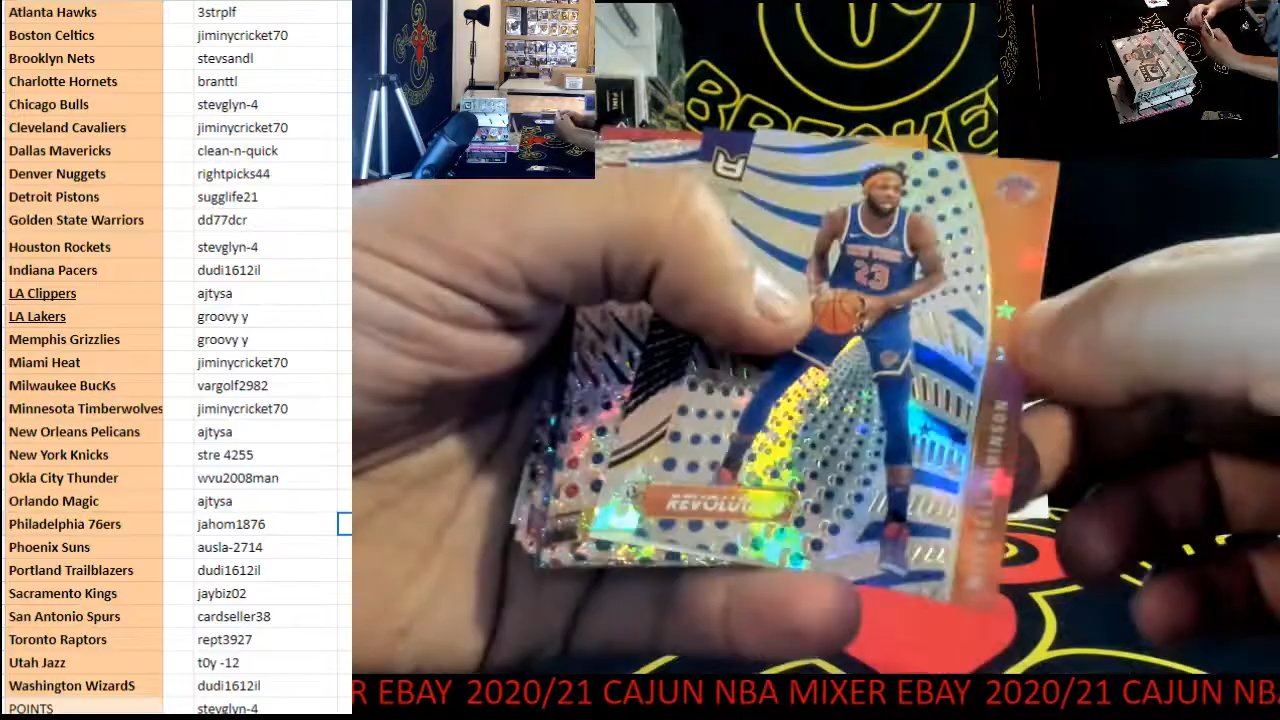 Atlanta Hawks 3strplf
Boston Celtics jiminycricket70
Brooklyn Nets stevsandl
Charlotte Hornets branttl
Chicago Bulls stevglyn-4
Cleveland Cavaliers jiminycricket70
Dallas Mavericks clean-n-quick
Denver Nuggets rightpicks44
Detroit Pistons sugglife21
Golden State Warriors dd77dcr
Houston Rockets stevglyn-4
Indiana Pacers dudi1612il
LA Clippers ajtysa
LA Lakers groovy y
Memphis Grizzlies groovy y
Miami Heat jiminycricket70
Milwaukee BucKs vargolf2982
Minnesota Timberwolves jiminycricket70
New Orleans Pelicans ajtysa
New York Knicks stre 4255
Okla City Thunder wvu2008man
Orlando Magic ajtysa
Philadelphia 76ers jahom1876
Phoenix Suns ausla-2714
Portland Trailblazers dudi1612il
Sacramento Kings jaybiz02
San Antonio Spurs cardseller38
Toronto Raptors rept3927
Utah Jazz t0y -12
Washington WizardS dudi1612il
POINTS stevglyn-4
BREAKER
NEW YORK
23
R EBAY 2020/21 CAJUN NBA MIXER EBAY 2020/21 CAJUN NB